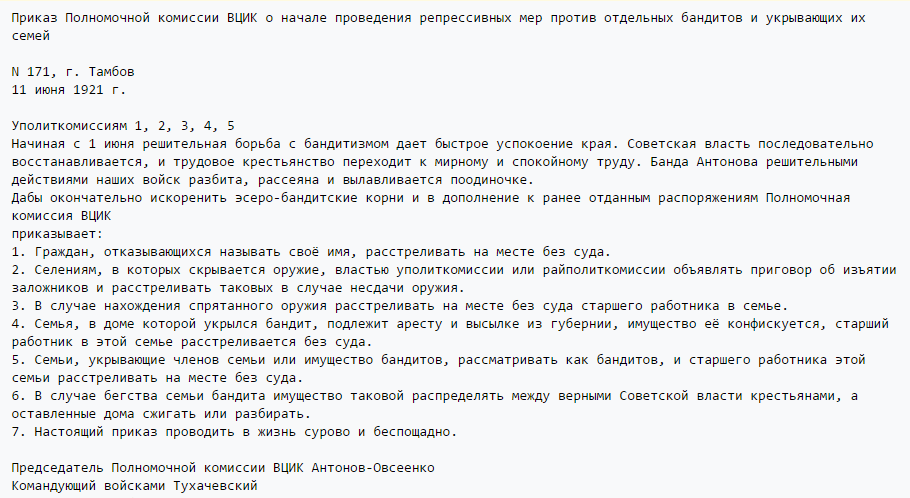 Приказ Полномочной комиссии ВЦИК о начале проведения репрессивных мер против отдельных бандитов и укрывающих их
семей
N 171, г. Тамбов
11 июня 1921 г.
Уполиткомиссиям 1, 2, 3, 4, 5
Начиная с 1 июня решительная борьба с бандитизмом дает быстрое успокоение края. Советская власть последовательно
восстанавливается, и трудовое крестьянство переходит к мирному и спокойному труду. Банда Антонова решительными
действиями наших войск разбита, рассеяна и вылавливается поодиночке.
Дабы окончательно искоренить эсеро-бандитские корни и в дополнение к ранее отданным распоряжениям Полномочная
комиссия ВЦИК
приказывает:
1. Граждан, отказывающихся называть своё имя, расстреливать на месте без суда.
2. Селениям, в которых скрывается оружие, властью уполиткомиссии или райполиткомиссии объявлять приговор об изъятии
заложников и расстреливать таковых в случае несдачи оружия.
3. В случае нахождения спрятанного оружия расстреливать на месте без суда старшего работника в семье.
4. Семья, в доме которой укрылся бандит, подлежит аресту и высылке из губернии, имущество её конфискуется, старший
работник в этой семье расстреливается без суда.
5. Семьи, укрывающие членов семьи или имущество бандитов, рассматривать как бандитов, и старшего работника этой
семьи расстреливать на месте без суда.
6. В случае бегства семьи бандита имущество таковой распределять между верными Советской власти крестьянами, а
оставленные дома сжигать или разбирать.
7. Настоящий приказ проводить в жизнь сурово и беспощадно.
Председатель Полномочной комиссии ВЦИК Антонов-Овсеенко
Командующий войсками Тухачевский